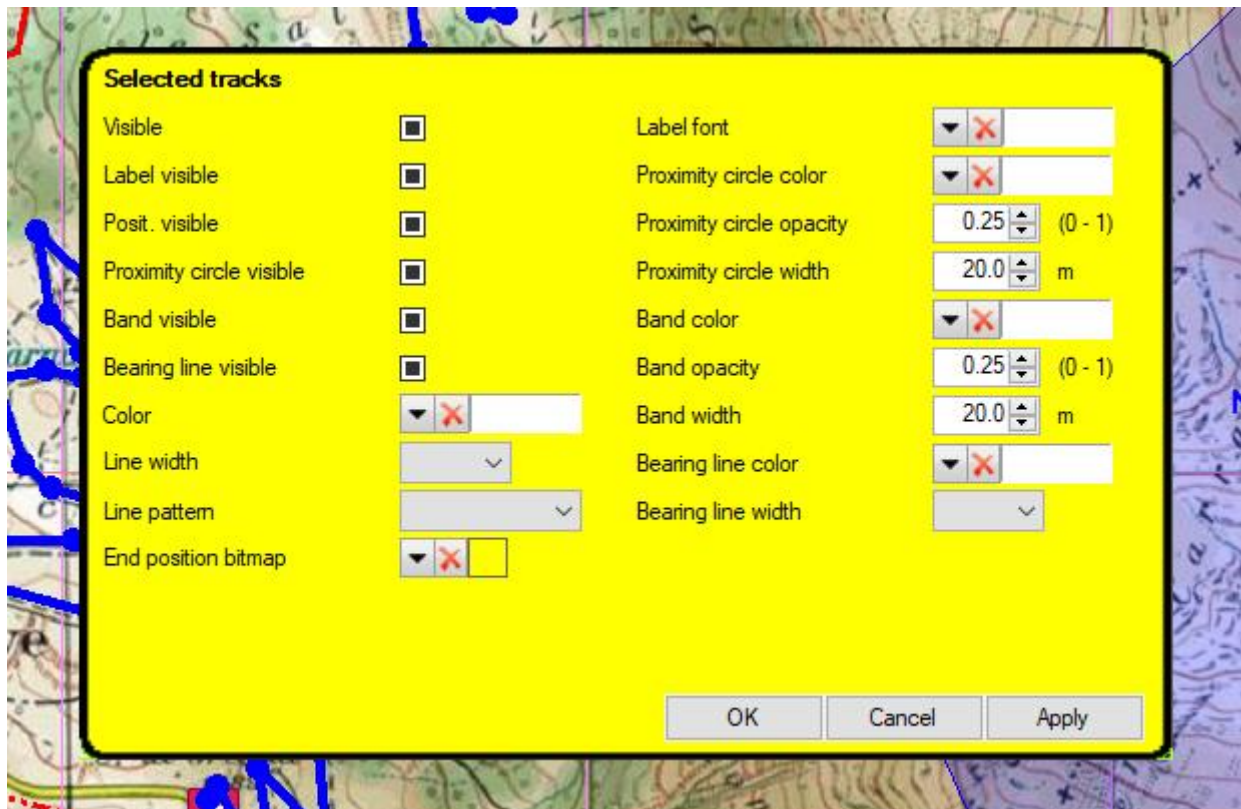 Selected tracks
Visible
Label visible
Posit. visible
Proximity circle visible
Band visible
Bearing line visible
Color
Line width
Line pattern
End position bitmap
Label font
Proximity circle color
Proximity circle opacity 0.25 (0 - 1)
Proximity circle width 20.0 m
Band color
Band opacity 0.25 (0 - 1)
Band width 20.0 m
Bearing line color
Bearing line width
OK Cancel Apply